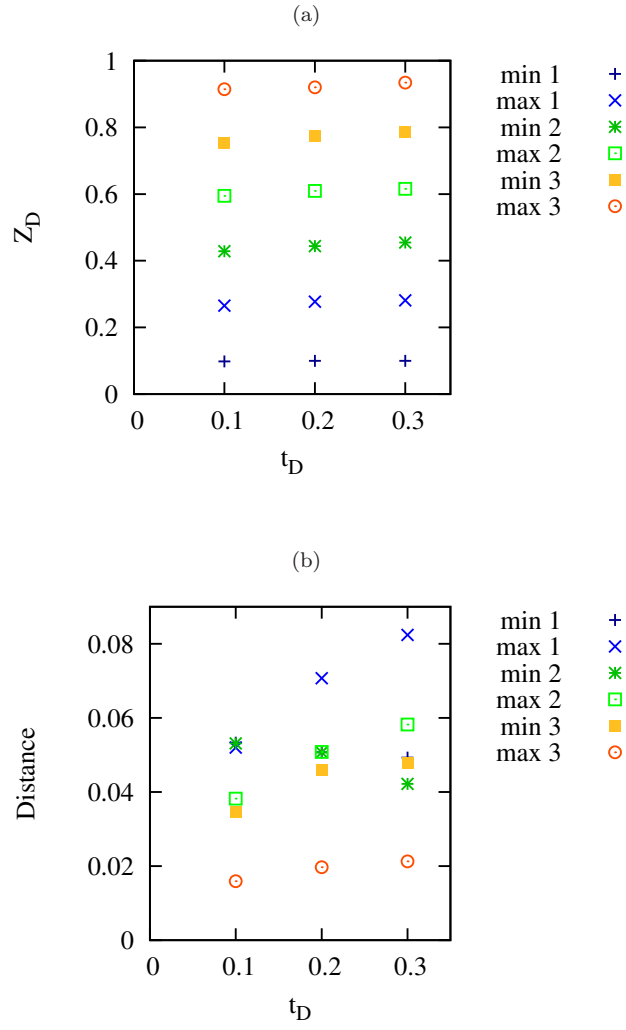 (a)
1
0.8
0.6
0.4
0.2
0
0 0.1 0.2 0.3
Z_D
t_D
min 1
max 1
min 2
max 2
min 3
max 3
(b)
0.08
0.06
0.04
0.02
0
0 0.1 0.2 0.3
Distance
t_D
min 1
max 1
min 2
max 2
min 3
max 3